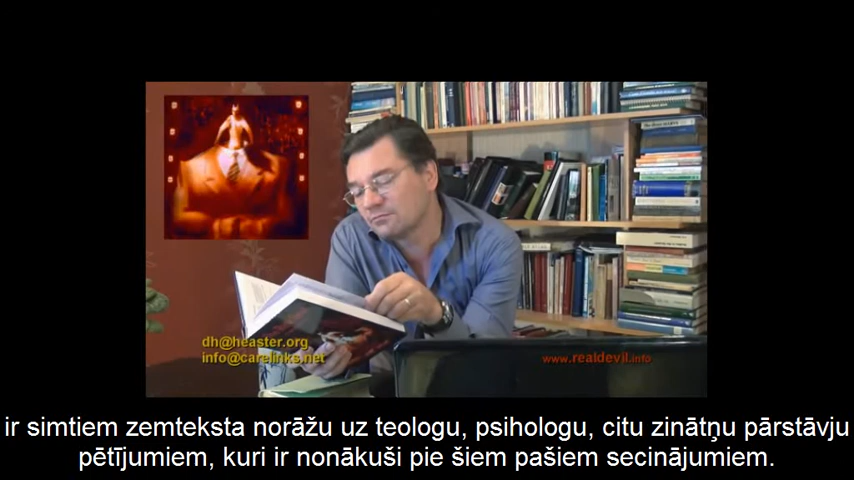 dh@heaster.org
info@carelinks.net
www.realdevil.info
ir simtiem zemteksta norāžu uz teologu, psihologu, citu zinātņu pārstāvju
pētījumiem, kuri ir nonākuši pie šiem pašiem secinājumiem.